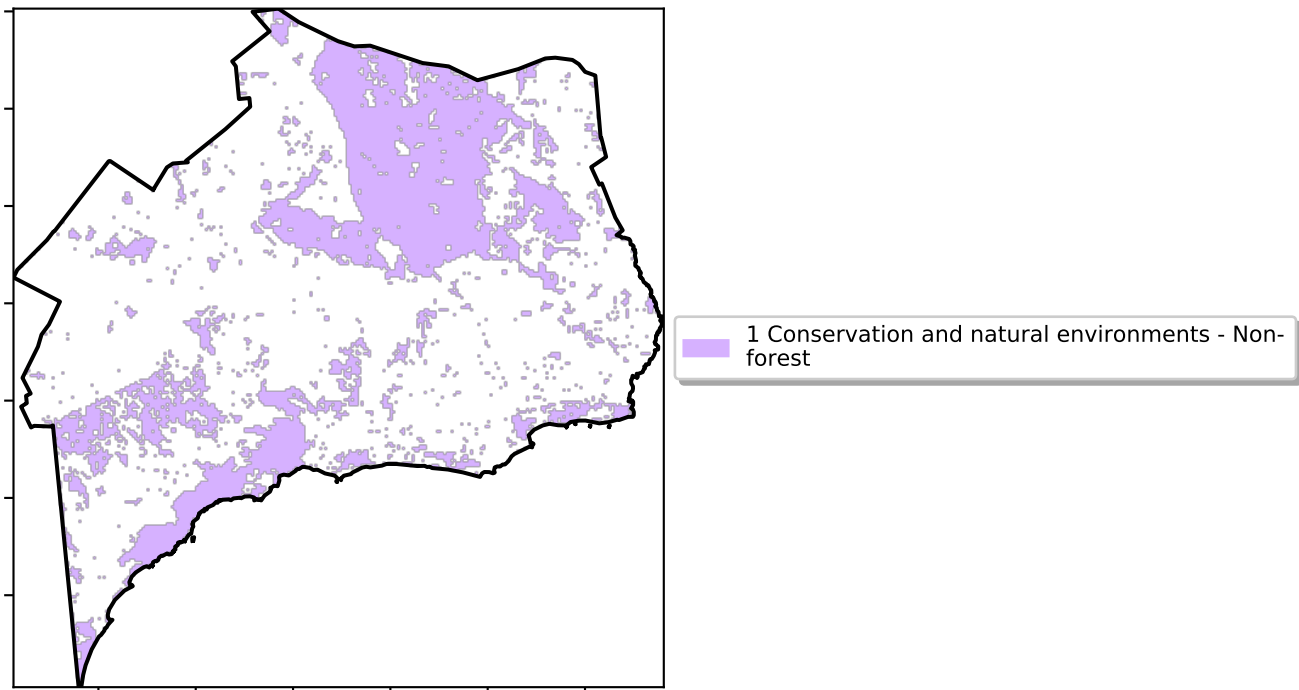 1 Conservation and natural environments - Non-
forest